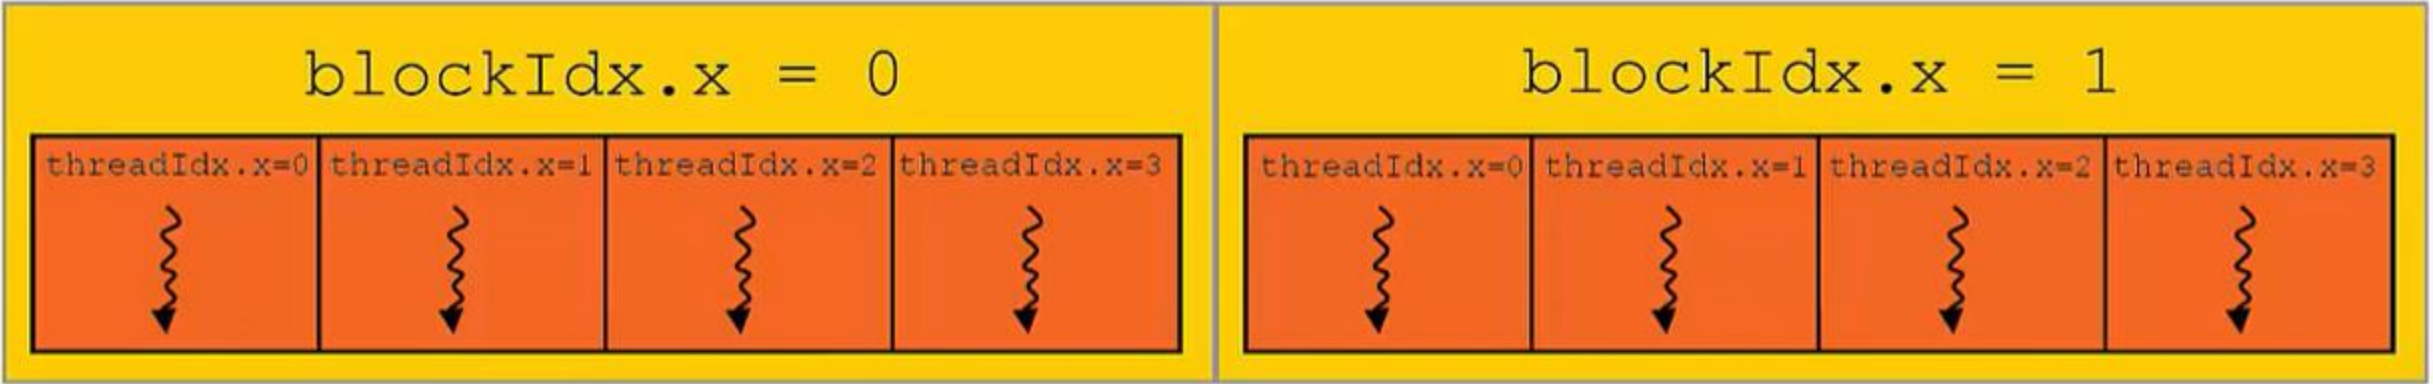 blockIdx.x = 0
threadIdx.x=0 threadIdx.x=1 threadIdx.x=2 threadIdx.x=3
blockIdx.x = 1
threadIdx.x=0 threadIdx.x=1 threadIdx.x=2 threadIdx.x=3